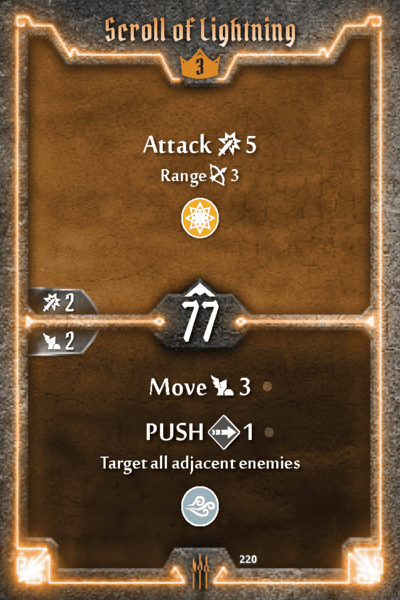 Scroll of Lightning
3
Attack 5
Range 3
2
77
2
Move 3
PUSH 1
Target all adjacent enemies
220